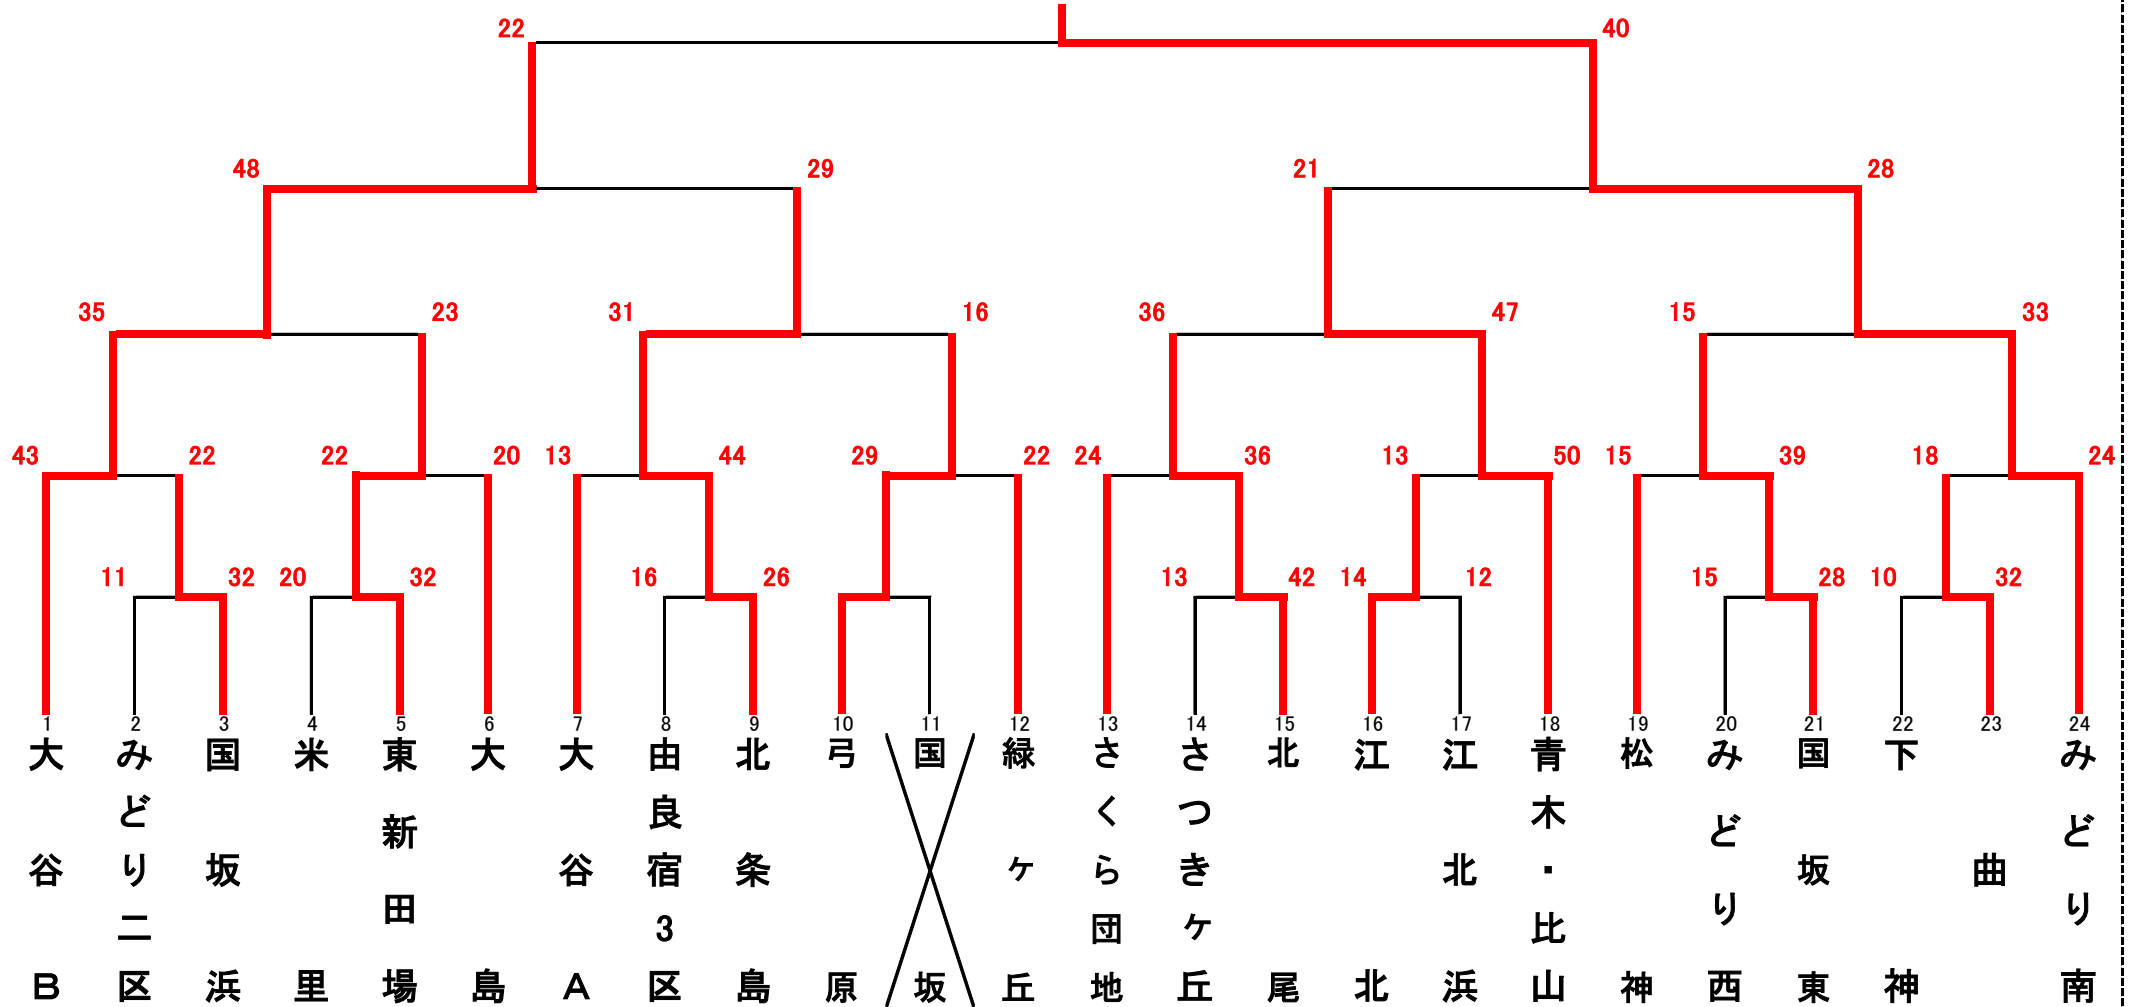 22 40
48 29 21 28
35 23 31 16 36 47 15 33
43 22 22 20 13 44 29 22 24 36 13 50 15 39 18 24
11 32 20 32 16 26 13 42 14 12 15 28 10 32
1 2 3 4 5 6 7 8 9 10 11 12 13 14 15 16 17 18 19 20 21 22 23 24
大谷B
みどり二区
国坂浜
米里
東新田場
大島
大谷A
由良宿3区
北条島
弓原
国坂
緑ヶ丘
さくら団地
さつきヶ丘
北尾
江北
江北浜
青木・比山
松神
みどり西
国坂東
下神
曲
みどり南